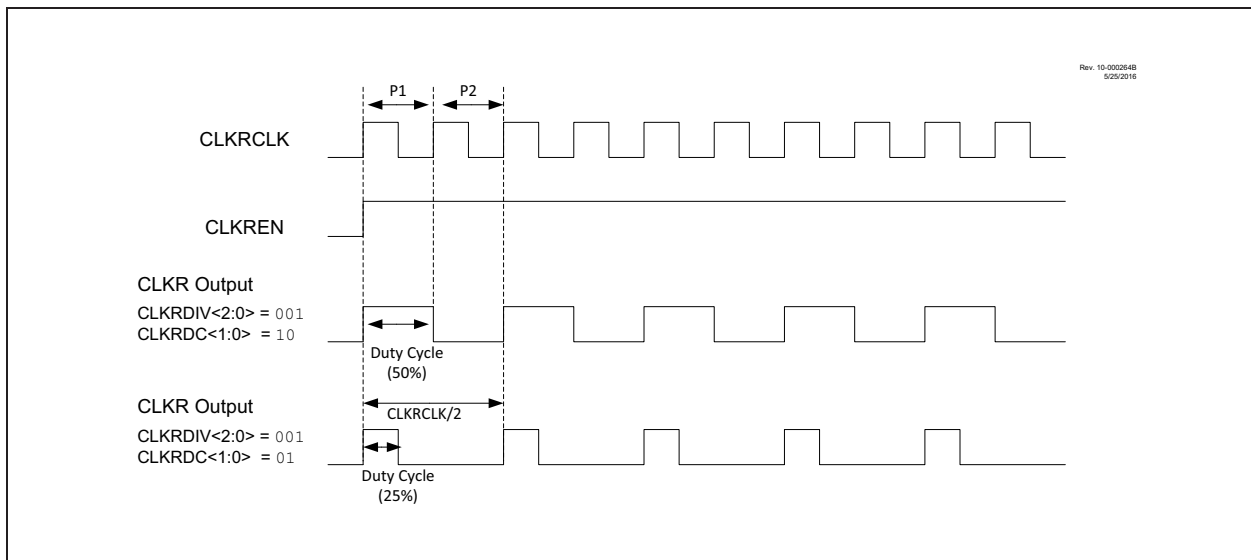 Rev. 10-000264B
5/25/2016
P1
P2
CLKRCLK
CLKREN
CLKR Output
CLKRDIV<2:0> = 001
CLKRDC<1:0> = 10
Duty Cycle
(50%)
CLKR Output
CLKRCLK/2
CLKRDIV<2:0> = 001
CLKRDC<1:0> = 01
Duty Cycle
(25%)